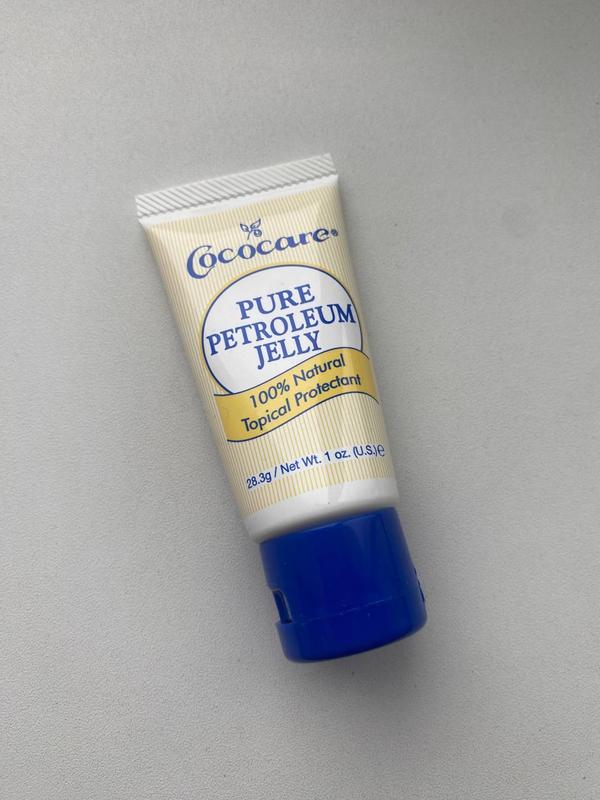 Cococare®
PURE
PETROLEUM
JELLY
100% Natural
Topical Protectant
28.3g / Net Wt. 1 oz. (U.S.) ℮